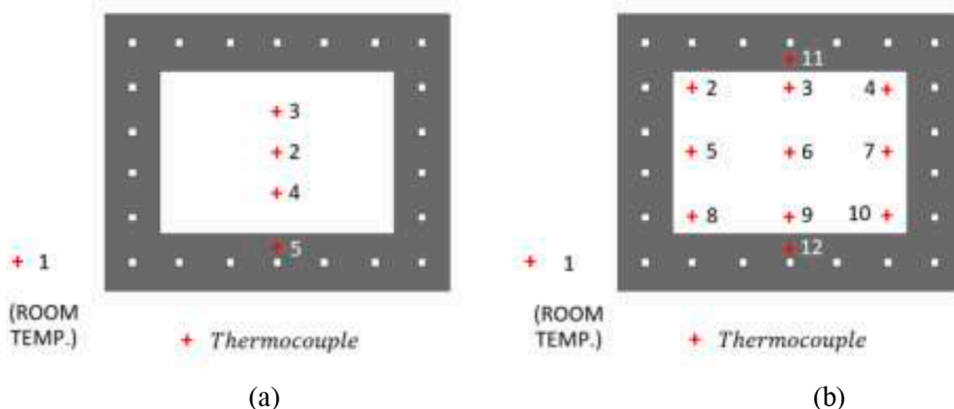 3
2
4
5
1
(ROOM
TEMP.)
Thermocouple
(a)
11
2 3 4
5 6 7
8 9 10
12
1
(ROOM
TEMP.)
Thermocouple
(b)